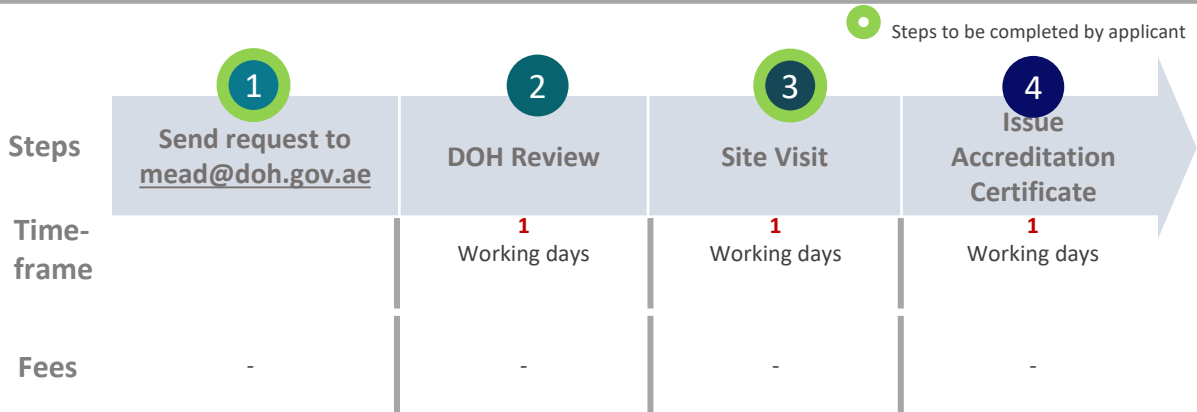 Steps to be completed by applicant
1
2
3
4
Steps
Send request to
mead@doh.gov.ae
DOH Review
Site Visit
Issue
Accreditation
Certificate
Time-
frame
1
Working days
1
Working days
1
Working days
Fees
-
-
-
-